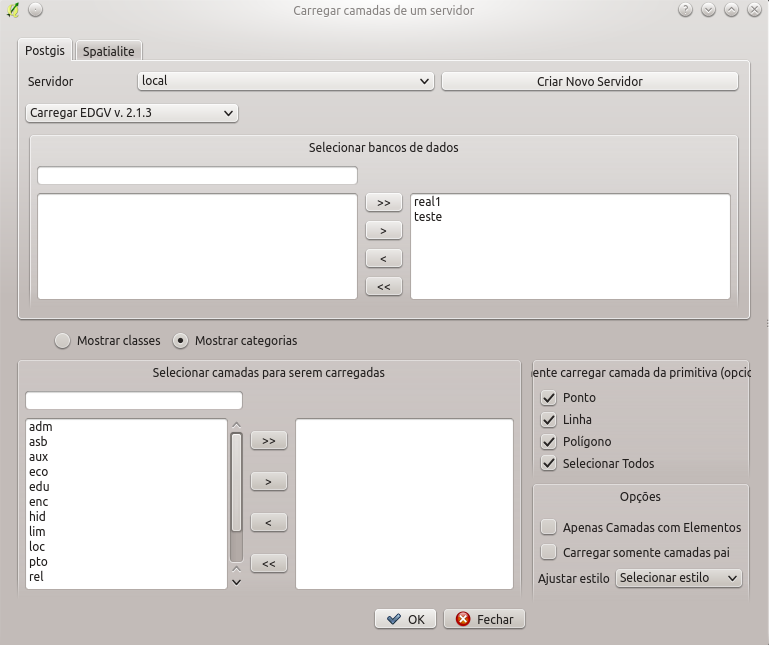 Carregar camadas de um servidor
Postgis
Spatialite
Servidor
local
Criar Novo Servidor
Carregar EDGV v. 2.1.3
Selecionar bancos de dados
>>
>
<
<<
real1
teste
Mostrar classes
Mostrar categorias
Selecionar camadas para serem carregadas
adm
asb
aux
eco
edu
enc
hid
lim
loc
pto
rel
>>
>
<
<<
ente carregar camada da primitiva (opcio
Ponto
Linha
Polígono
Selecionar Todos
Opções
Apenas Camadas com Elementos
Carregar somente camadas pai
Ajustar estilo
Selecionar estilo
OK
Fechar